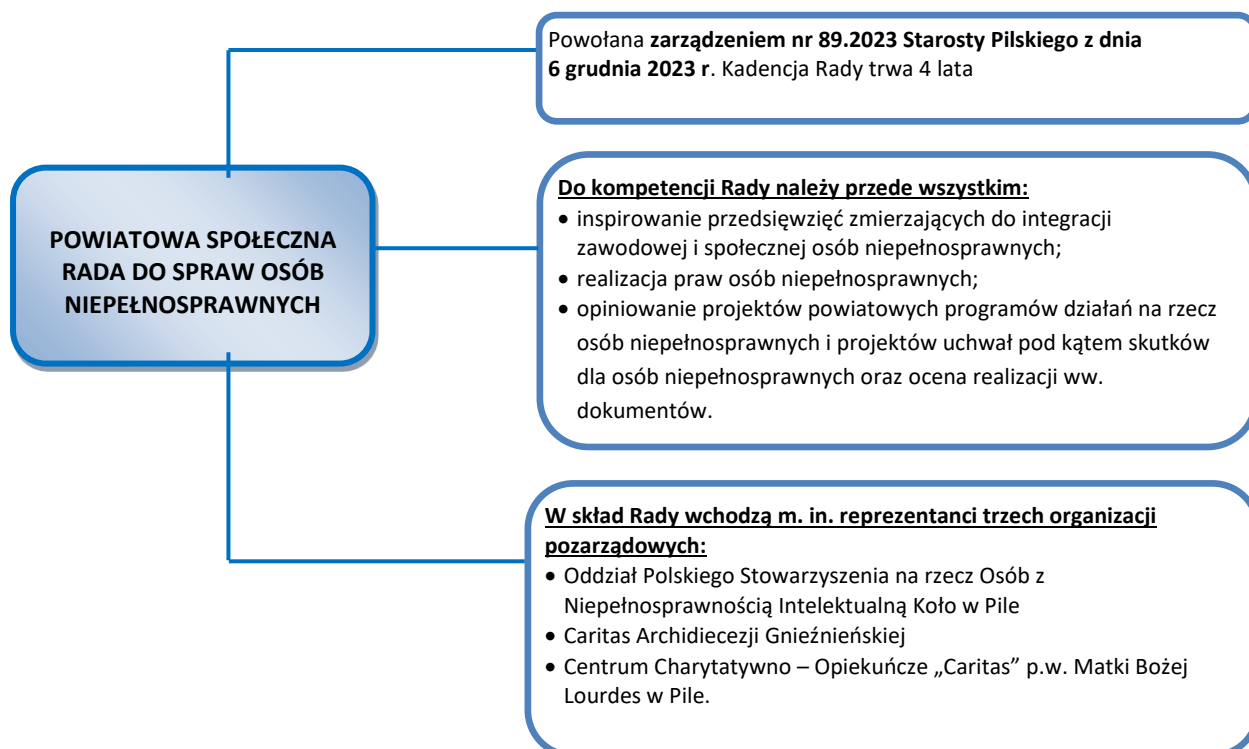 Powołana zarządzeniem nr 89.2023 Starosty Pilskiego z dnia
6 grudnia 2023 r. Kadencja Rady trwa 4 lata
POWIATOWA SPOŁECZNA
RADA DO SPRAW OSÓB
NIEPEŁNOSPRAWNYCH
Do kompetencji Rady należy przede wszystkim:
• inspirowanie przedsięwzięć zmierzających do integracji
zawodowej i społecznej osób niepełnosprawnych;
• realizacja praw osób niepełnosprawnych;
• opiniowanie projektów powiatowych programów działań na rzecz
osób niepełnosprawnych i projektów uchwał pod kątem skutków
dla osób niepełnosprawnych oraz ocena realizacji ww.
dokumentów.
W skład Rady wchodzą m. in. reprezentanci trzech organizacji
pozarządowych:
• Oddział Polskiego Stowarzyszenia na rzecz Osób z
Niepełnosprawnością Intelektualną Koło w Pile
• Caritas Archidiecezji Gnieźnieńskiej
• Centrum Charytatywno – Opiekuńcze „Caritas” p.w. Matki Bożej
Lourdes w Pile.